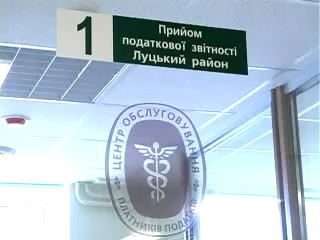 1
Прийом
податкової звітності
Луцький район
ЦЕНТР ОБСЛУГОВУВАННЯ
ПЛАТНИКІВ ПОДАТКІВ